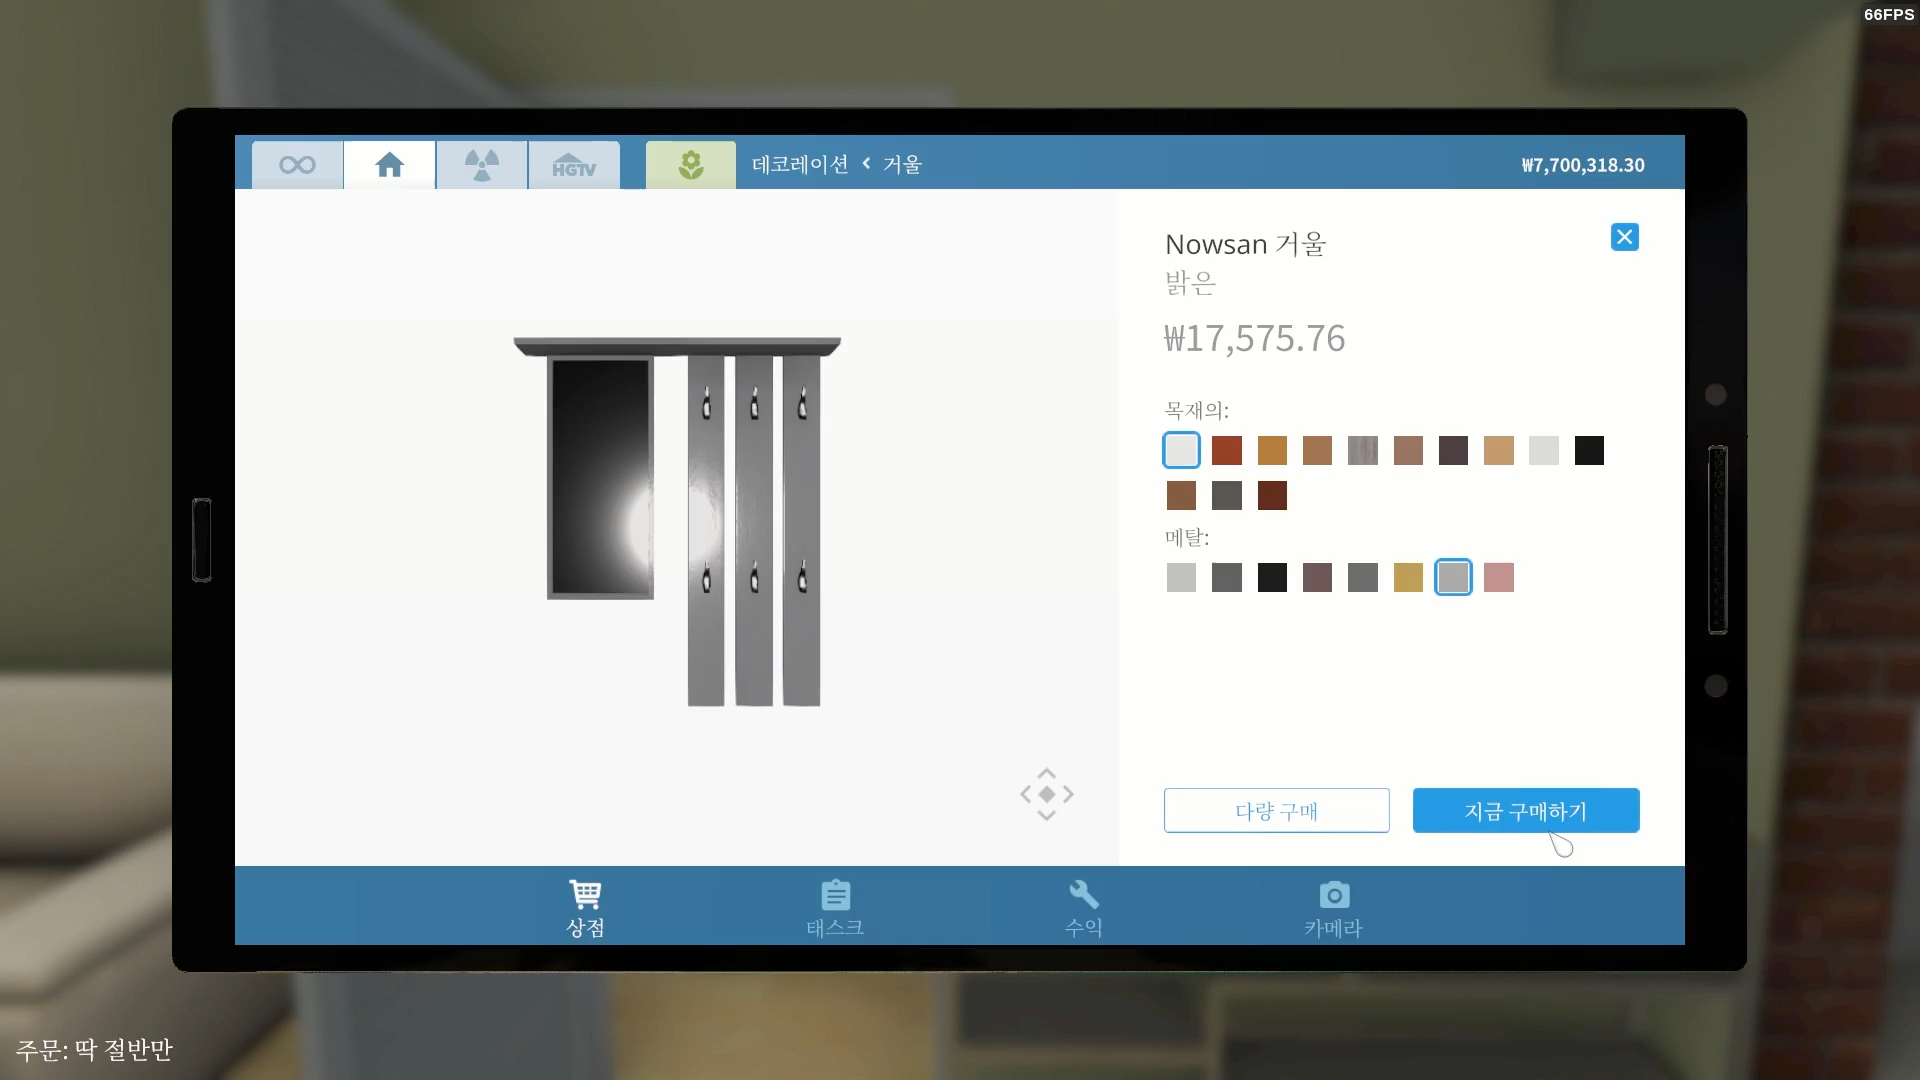 66FPS
HGTV
데코레이션 < 거울
₩7,700,318.30
Nowsan 거울
밝은
₩17,575.76
목재의:
메탈:
다량 구매
지금 구매하기
상점
태스크
수익
카메라
주문: 딱 절반만